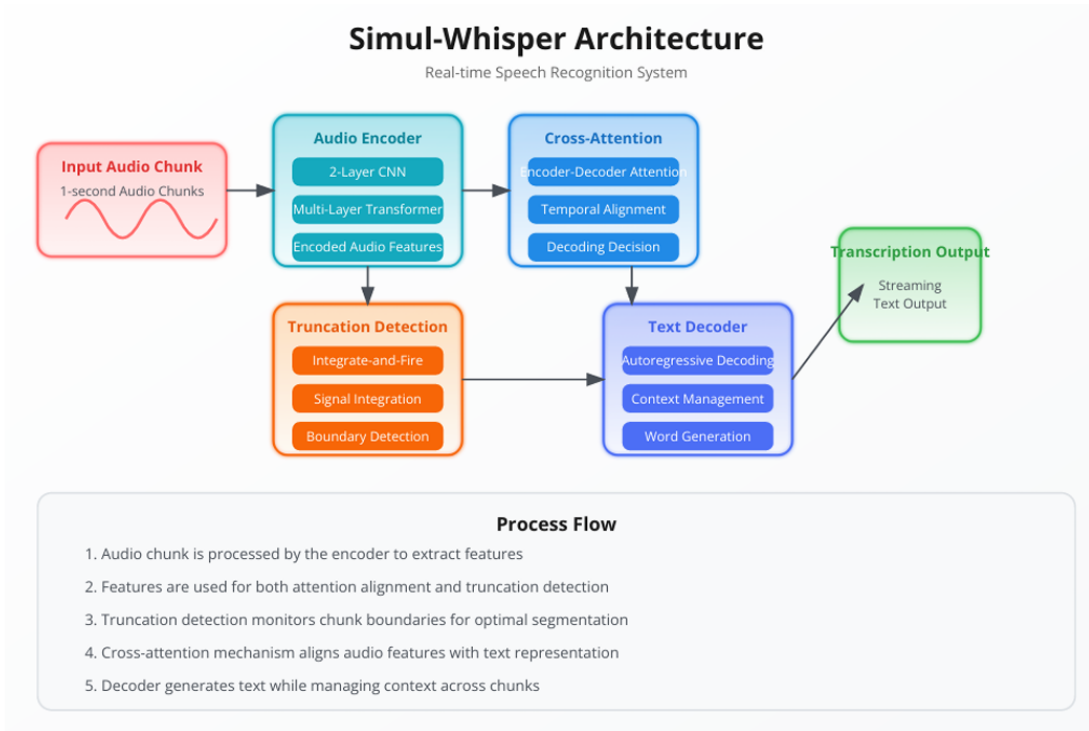 Simul-Whisper Architecture
Real-time Speech Recognition System
Input Audio Chunk
1-second Audio Chunks
Audio Encoder
2-Layer CNN
Multi-Layer Transformer
Encoded Audio Features
Cross-Attention
Encoder-Decoder Attention
Temporal Alignment
Decoding Decision
Transcription Output
Streaming
Text Output
Truncation Detection
Integrate-and-Fire
Signal Integration
Boundary Detection
Text Decoder
Autoregressive Decoding
Context Management
Word Generation
Process Flow
1. Audio chunk is processed by the encoder to extract features
2. Features are used for both attention alignment and truncation detection
3. Truncation detection monitors chunk boundaries for optimal segmentation
4. Cross-attention mechanism aligns audio features with text representation
5. Decoder generates text while managing context across chunks